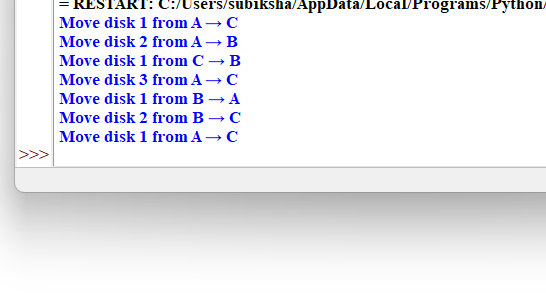 = RESTART: C:/Users/subiksha/AppData/Local/Programs/Python/
Move disk 1 from A → C
Move disk 2 from A → B
Move disk 1 from C → B
Move disk 3 from A → C
Move disk 1 from B → A
Move disk 2 from B → C
Move disk 1 from A → C
>>>